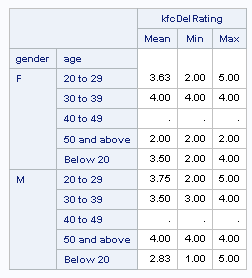 kfcDelRating
Mean Min Max
gender age
F 20 to 29 3.63 2.00 5.00
30 to 39 4.00 4.00 4.00
40 to 49 . . .
50 and above 2.00 2.00 2.00
Below 20 3.50 2.00 4.00
M 20 to 29 3.75 2.00 5.00
30 to 39 3.50 3.00 4.00
40 to 49 . . .
50 and above 4.00 4.00 4.00
Below 20 2.83 1.00 5.00